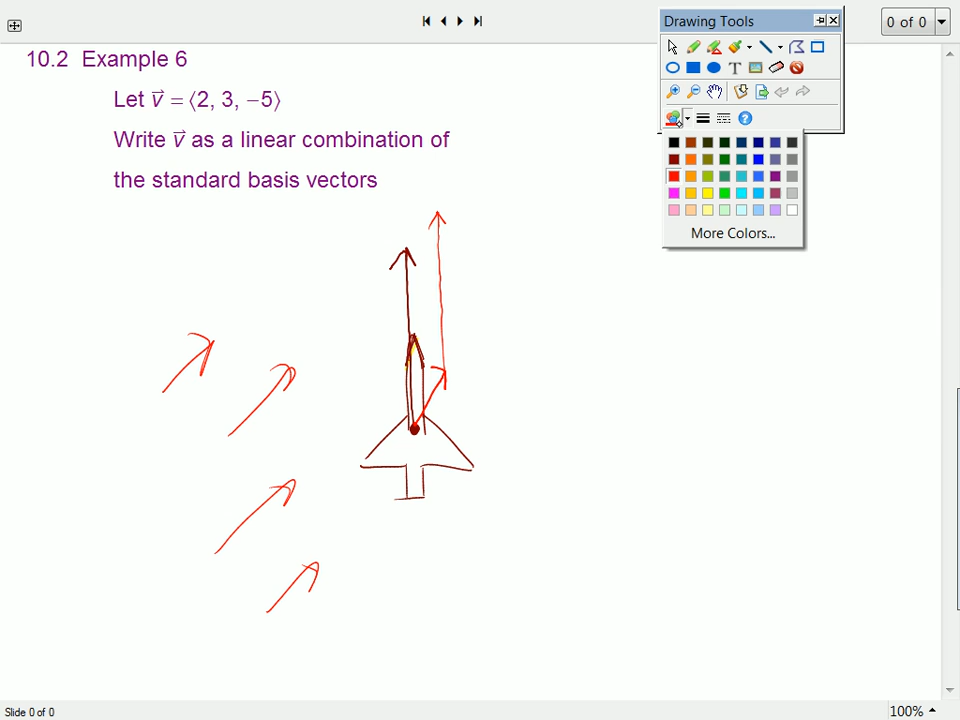 Drawing Tools
0 of 0
10.2 Example 6
Let v⃗ = ⟨2, 3, −5⟩
Write v⃗ as a linear combination of
the standard basis vectors
T
?
More Colors...
Slide 0 of 0
100%